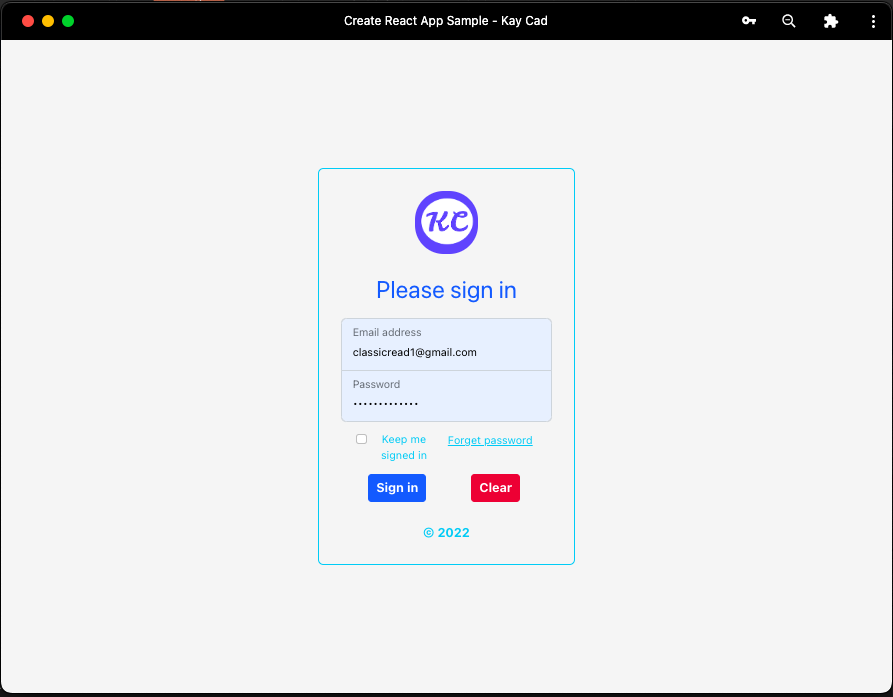 Create React App Sample - Kay Cad
KC
Please sign in
Email address
classicread1@gmail.com
Password
•••••••••••••
Keep me signed in
Forget password
Sign in
Clear
© 2022